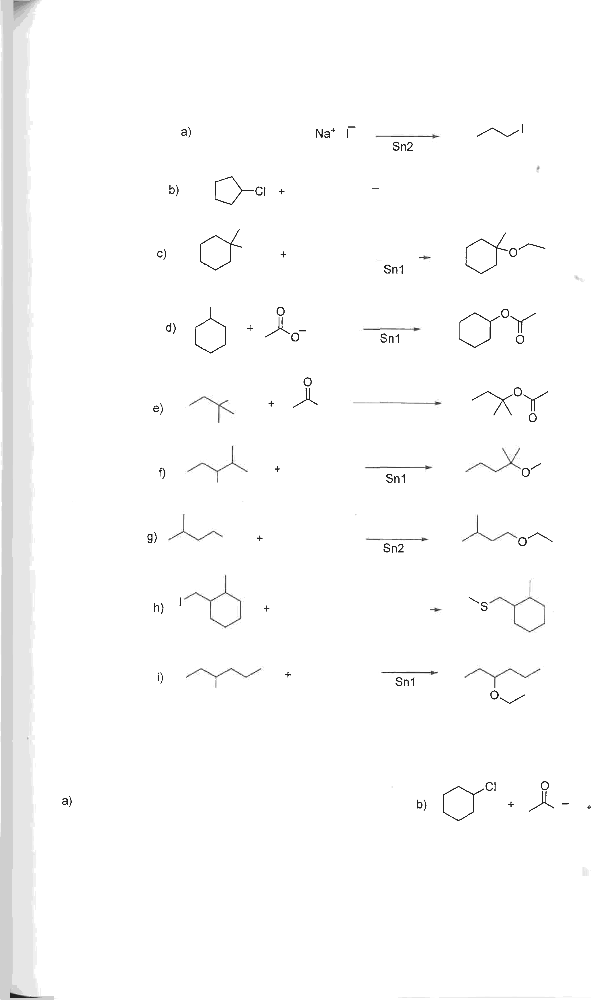 a) Na+ I−
Sn2
I
b) Cl + −
c) + Sn1 O
d) + O O− Sn1 O O
e) + O O O
f) + Sn1 O
g) + Sn2 O
h) I + S
i) + Sn1 O
a) b) Cl + O − +